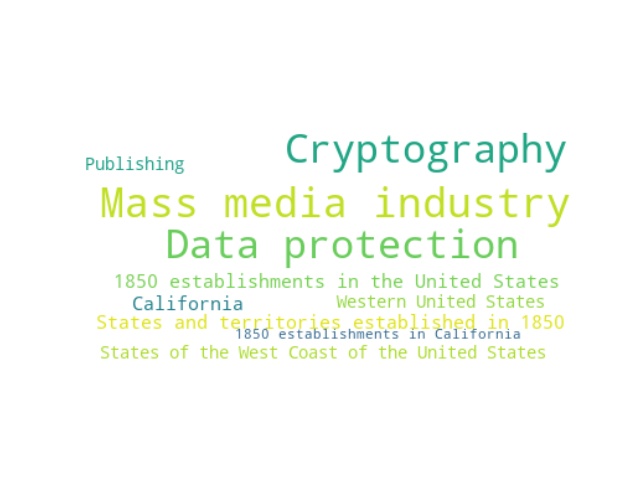 Cryptography
Publishing
Mass media industry
Data protection
1850 establishments in the United States
California
Western United States
States and territories established in 1850
1850 establishments in California
States of the West Coast of the United States